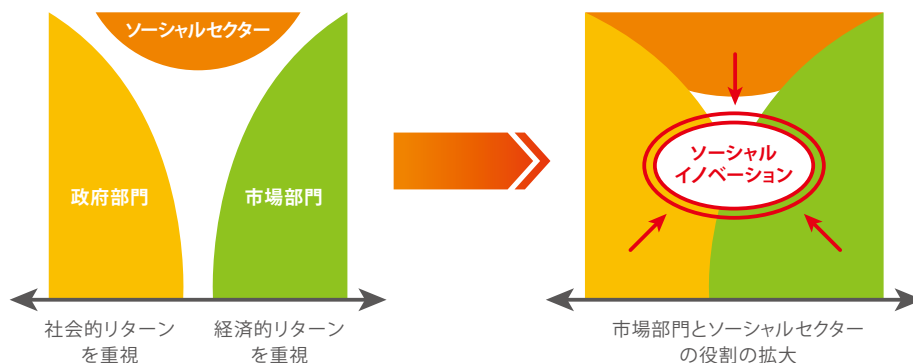 ソーシャルセクター
政府部門
市場部門
社会的リターン
を重視
経済的リターン
を重視
ソーシャル
イノベーション
市場部門とソーシャルセクター
の役割の拡大